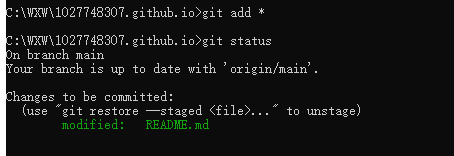 C:\WXW\1027748307.github.io>git add *
C:\WXW\1027748307.github.io>git status
On branch main
Your branch is up to date with 'origin/main'.
Changes to be committed:
(use "git restore --staged <file>..." to unstage)
modified: README.md